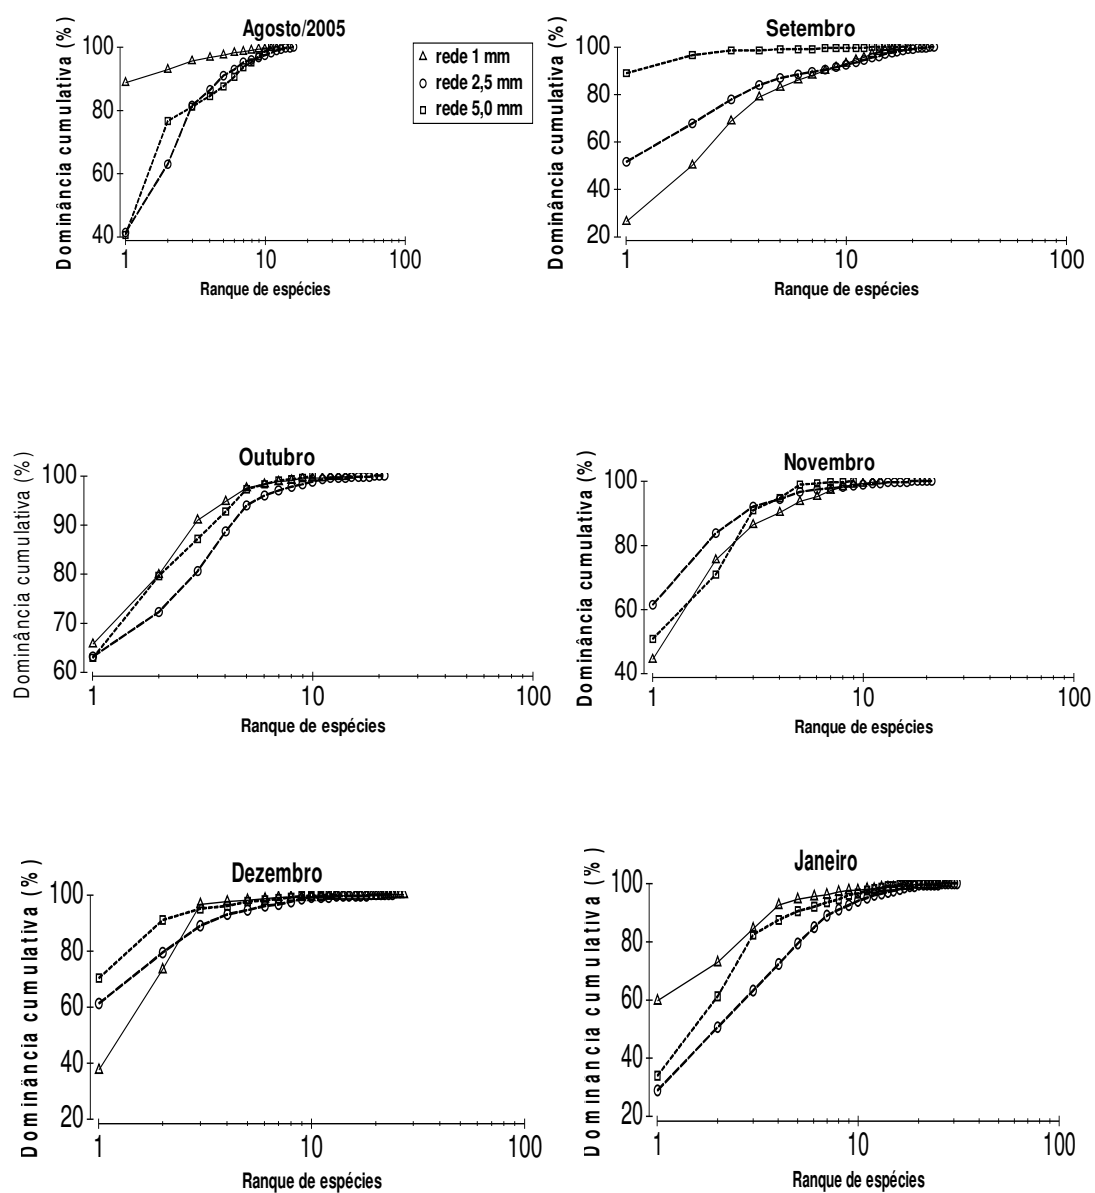 Agosto/2005
Dominância cumulativa (%)
100
80
60
40
1
10
100
Ranque de espécies
rede 1 mm
rede 2,5 mm
rede 5,0 mm
Setembro
Dominância cumulativa (%)
100
80
60
40
20
1
10
100
Ranque de espécies
Outubro
Dominância cumulativa (%)
100
90
80
70
60
1
10
100
Ranque de espécies
Novembro
Dominância cumulativa (%)
100
80
60
40
1
10
100
Ranque de espécies
Dezembro
Dominância cumulativa (%)
100
80
60
40
20
1
10
100
Ranque de espécies
Janeiro
Dominancia cumulativa (%)
100
80
60
40
20
1
10
100
Ranque de espécies